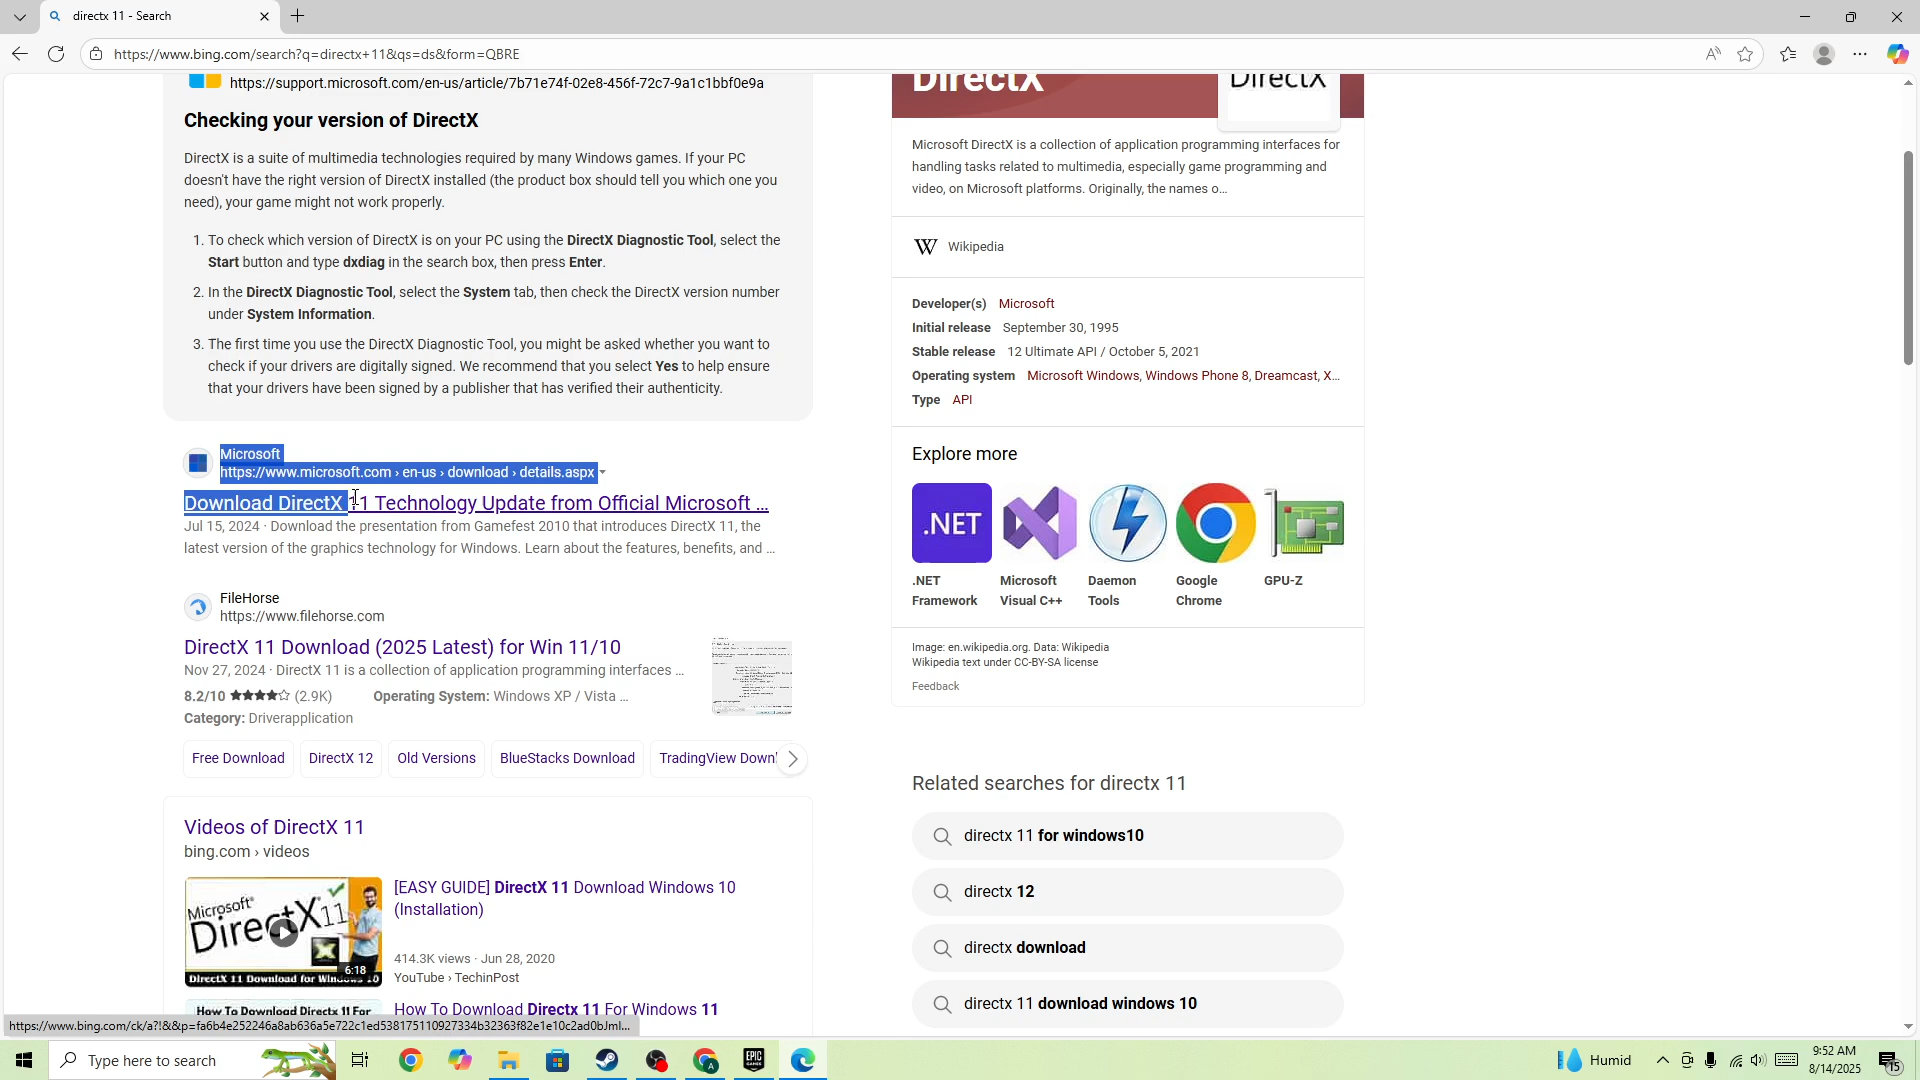 directx 11 - Search
https://www.bing.com/search?q=directx+11&qs=ds&form=QBRE
https://support.microsoft.com/en-us/article/7b71e74f-02e8-456f-72c7-9a1c1bbf0e9a
Checking your version of DirectX
DirectX is a suite of multimedia technologies required by many Windows games. If your PC
doesn't have the right version of DirectX installed (the product box should tell you which one you
need), your game might not work properly.
1. To check which version of DirectX is on your PC using the DirectX Diagnostic Tool, select the
Start button and type dxdiag in the search box, then press Enter.
2. In the DirectX Diagnostic Tool, select the System tab, then check the DirectX version number
under System Information.
3. The first time you use the DirectX Diagnostic Tool, you might be asked whether you want to
check if your drivers are digitally signed. We recommend that you select Yes to help ensure
that your drivers have been signed by a publisher that has verified their authenticity.
Microsoft
https://www.microsoft.com › en-us › download › details.aspx
Download DirectX 11 Technology Update from Official Microsoft ...
Jul 15, 2024 · Download the presentation from Gamefest 2010 that introduces DirectX 11, the
latest version of the graphics technology for Windows. Learn about the features, benefits, and ...
FileHorse
https://www.filehorse.com
DirectX 11 Download (2025 Latest) for Win 11/10
Nov 27, 2024 · DirectX 11 is a collection of application programming interfaces ...
8.2/10 ★★★★☆ (2.9K) Operating System: Windows XP / Vista ...
Category: Driverapplication
Free Download DirectX 12 Old Versions BlueStacks Download TradingView Down
Videos of DirectX 11
bing.com › videos
Microsoft
DirectX11
6:18
DirectX 11 Download for Windows 10
[EASY GUIDE] DirectX 11 Download Windows 10
(Installation)
414.3K views · Jun 28, 2020
YouTube › TechinPost
How To Download Directx 11 For
How To Download Directx 11 For Windows 11
DirectX
DirectX
Microsoft DirectX is a collection of application programming interfaces for
handling tasks related to multimedia, especially game programming and
video, on Microsoft platforms. Originally, the names o...
W Wikipedia
Developer(s) Microsoft
Initial release September 30, 1995
Stable release 12 Ultimate API / October 5, 2021
Operating system Microsoft Windows, Windows Phone 8, Dreamcast, X...
Type API
Explore more
.NET
.NET
Framework
Microsoft
Visual C++
Daemon
Tools
Google
Chrome
GPU-Z
Image: en.wikipedia.org. Data: Wikipedia
Wikipedia text under CC-BY-SA license
Feedback
Related searches for directx 11
directx 11 for windows10
directx 12
directx download
directx 11 download windows 10
Type here to search
EPIC
GAMES
A
Humid
9:52 AM
8/14/2025
15